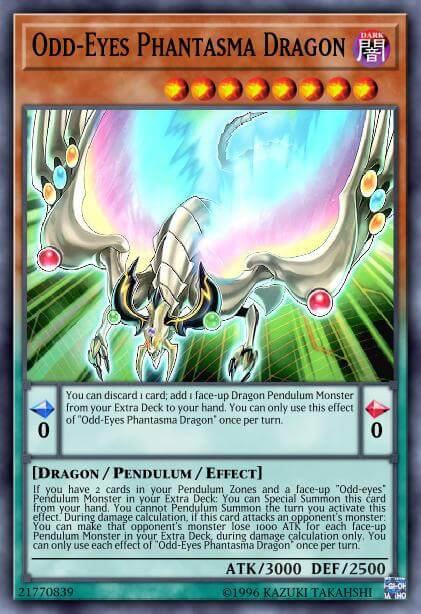 ODD-EYES PHANTASMA DRAGON
DARK
闇
You can discard 1 card; add 1 face-up Dragon Pendulum Monster
from your Extra Deck to your hand. You can only use this effect
of "Odd-Eyes Phantasma Dragon" once per turn.
0
0
[DRAGON / PENDULUM / EFFECT]
If you have 2 cards in your Pendulum Zones and a face-up "Odd-eyes"
Pendulum Monster in your Extra Deck: You can Special Summon this card
from your hand. You cannot Pendulum Summon the turn you activate this
effect. During damage calculation, if this card attacks an opponent's monster:
You can make that opponent's monster lose 1000 ATK for each face-up
Pendulum Monster in your Extra Deck, during damage calculation only. You
can only use each effect of "Odd-Eyes Phantasma Dragon" once per turn.
ATK/3000 DEF/2500
21770839
©1996 KAZUKI TAKAHSHI